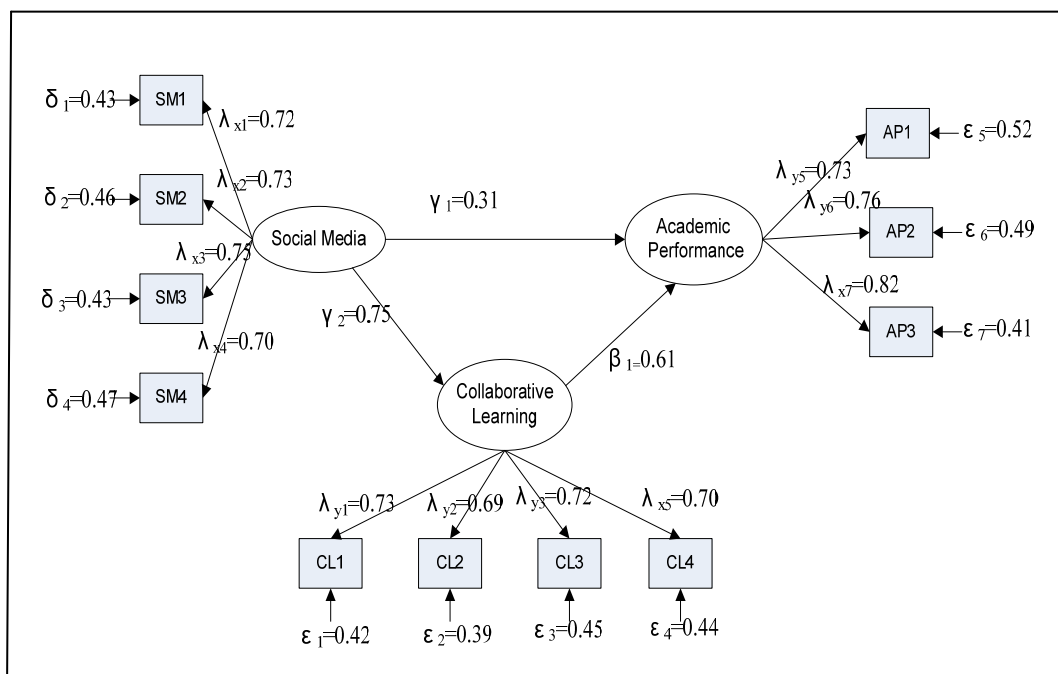 δ 1=0.43
SM1
λ x1=0.72
δ 2=0.46
SM2
λ x2=0.73
δ 3=0.43
SM3
λ x3=0.75
δ 4=0.47
SM4
λ x4=0.70
Social Media
γ 1=0.31
γ 2=0.75
Academic
Performance
β 1=0.61
Collaborative
Learning
λ y5=0.73
AP1
ε 5=0.52
λ y6=0.76
AP2
ε 6=0.49
λ x7=0.82
AP3
ε 7=0.41
λ y1=0.73
λ y2=0.69
λ y3=0.72
λ x5=0.70
CL1
CL2
CL3
CL4
ε 1=0.42
ε 2=0.39
ε 3=0.45
ε 4=0.44